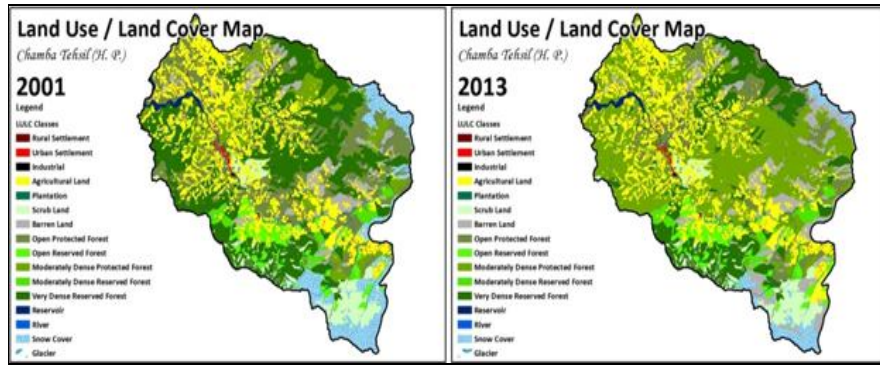 Land Use / Land Cover Map
Chamba Tehsil (H. P.)
2001
Legend
LULC Classes
Rural Settlement
Urban Settlement
Industrial
Agricultural Land
Plantation
Scrub Land
Barren Land
Open Protected Forest
Open Reserved Forest
Moderately Dense Protected Forest
Moderately Dense Reserved Forest
Very Dense Reserved Forest
Reservoir
River
Snow Cover
Glacier
Land Use / Land Cover Map
Chamba Tehsil (H. P.)
2013
Legend
LULC Classes
Rural Settlement
Urban Settlement
Industrial
Agricultural Land
Plantation
Scrub Land
Barren Land
Open Protected Forest
Open Reserved Forest
Moderately Dense Protected Forest
Moderately Dense Reserved Forest
Very Dense Reserved Forest
Reservoir
River
Snow Cover
Glacier